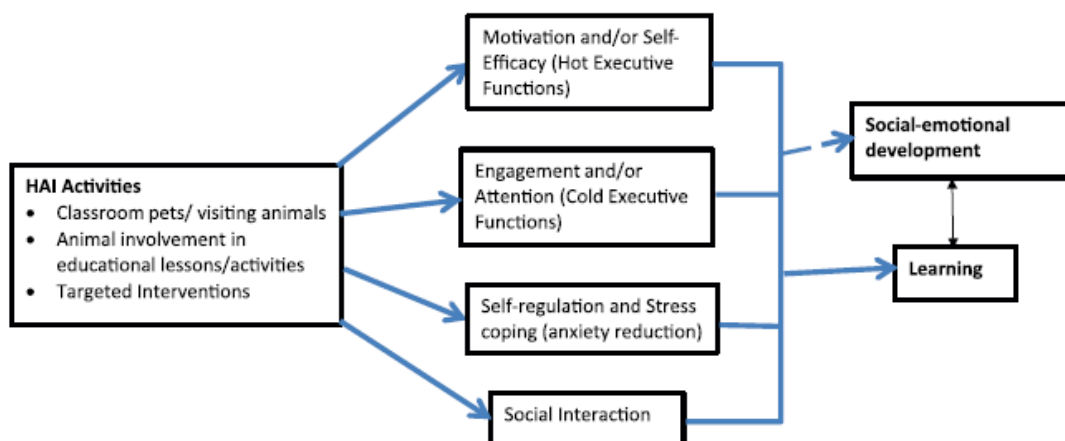 Motivation and/or Self-
Efficacy (Hot Executive
Functions)
Social-emotional
development
Engagement and/or
Attention (Cold Executive
Functions)
HAI Activities
• Classroom pets/ visiting animals
• Animal involvement in
educational lessons/activities
• Targeted Interventions
Learning
Self-regulation and Stress
coping (anxiety reduction)
Social Interaction